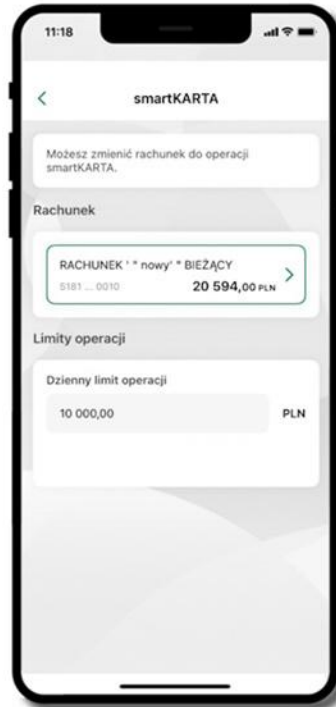 11:18
smartKARTA
Możesz zmienić rachunek do operacji
smartKARTA.
Rachunek
RACHUNEK ' " nowy' " BIEŻĄCY
5181 ... 0010 20 594,00 PLN
Limity operacji
Dzienny limit operacji
10 000,00 PLN